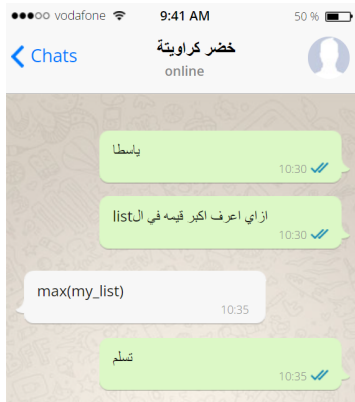 vodafone 9:41 AM 50 %
Chats خضر كراويتة
online
ياسطا
10:30
ازاي اعرف اكبر قيمه في الlist
10:30
max(my_list)
10:35
تسلم
10:35